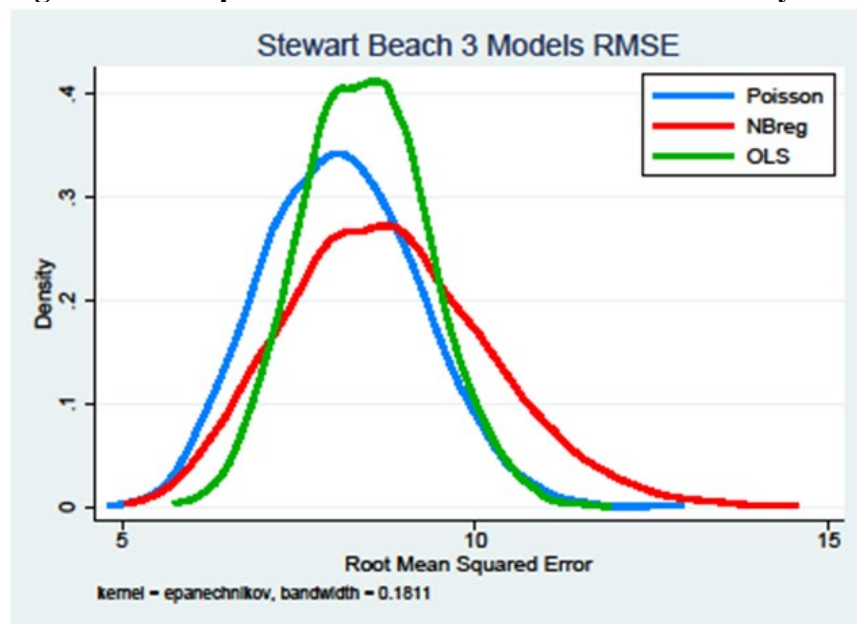 Stewart Beach 3 Models RMSE
Poisson
NBreg
OLS
.4
.3
.2
.1
0
Density
5
10
15
Root Mean Squared Error
kernel = epanechnikov, bandwidth = 0.1811